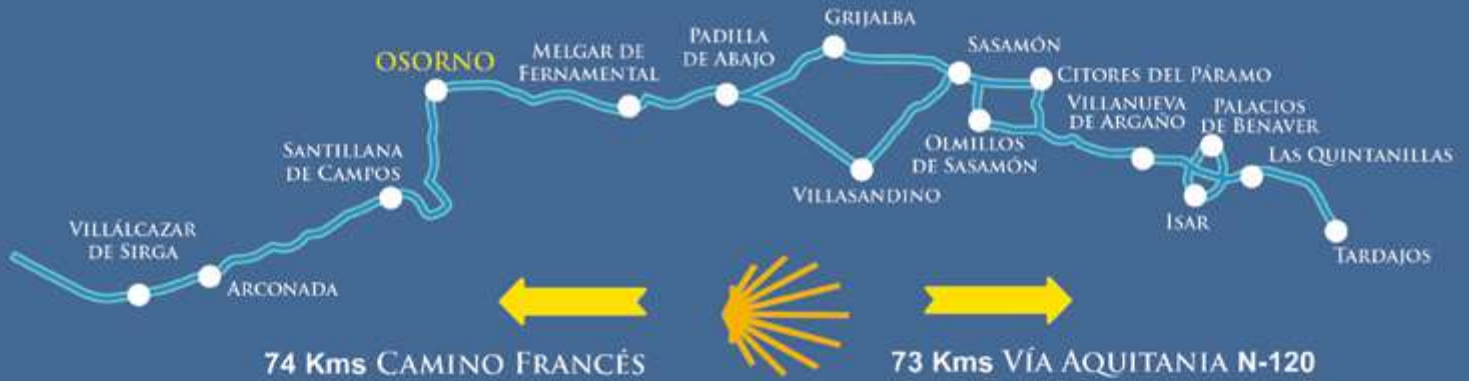 GRIJALBA
PADILLA
DE ABAJO
SASAMÓN
MELGAR DE
FERNAMENTAL
OSORNO
CITORES DEL PÁRAMO
VILLANUEVA
DE ARGAÑO
PALACIOS
DE BENAVER
SANTILLANA
DE CAMPOS
OLMILLOS
DE SASAMÓN
LAS QUINTANILLAS
VILLASANDINO
ISAR
VILLÁLCAZAR
DE SIRGA
TARDAJOS
ARCONADA
74 Kms CAMINO FRANCÉS
73 Kms VÍA AQUITANIA N-120